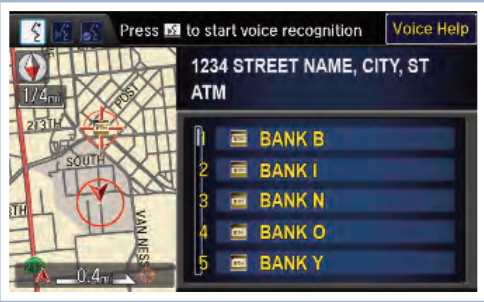 Press to start voice recognition
Voice Help
1/4mi
1234 STREET NAME, CITY, ST
ATM
POST
SOUTH
VAN NESS
0.4mi
1 BANK B
2 BANK I
3 BANK N
4 BANK O
5 BANK Y